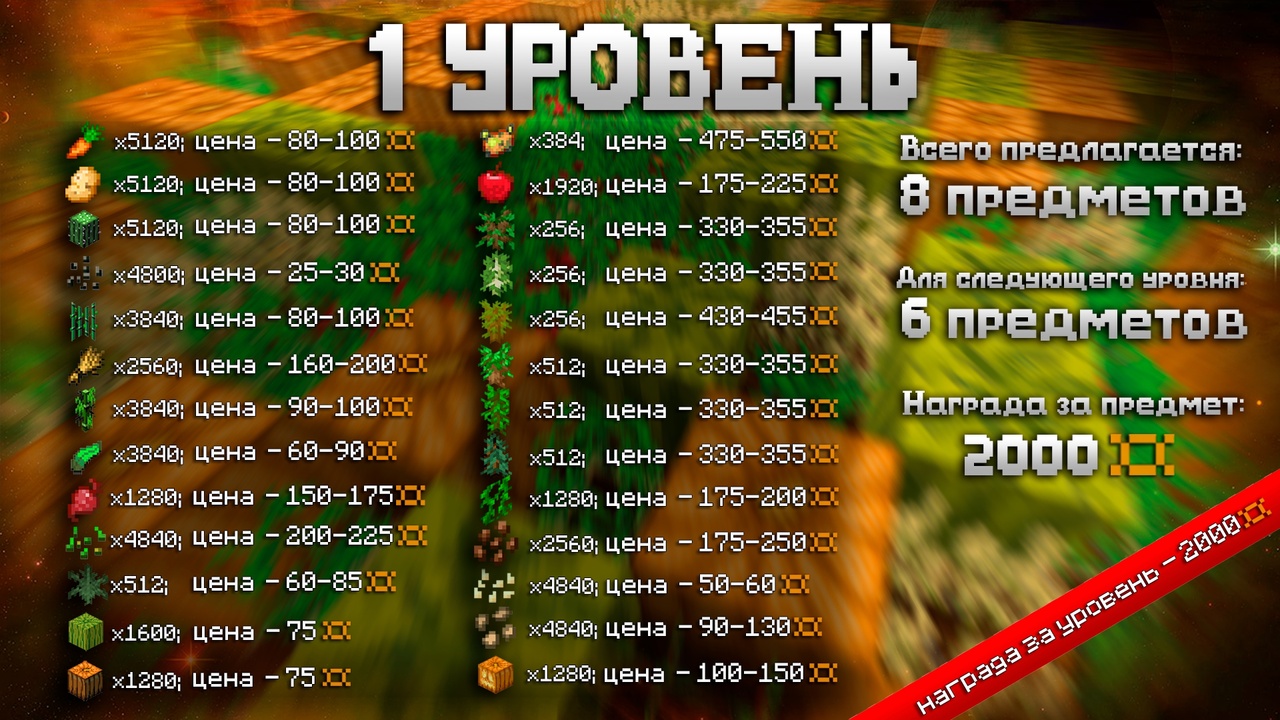 1 УРОВЕНЬ
x5120; цена - 80-100
x5120; цена - 80-100
x5120; цена - 80-100
x4800; цена - 25-30
x3840; цена - 80-100
x2560; цена - 160-200
x3840; цена - 90-100
x3840; цена - 60-90
x1280; цена - 150-175
x4840; цена - 200-225
x512; цена - 60-85
x1600; цена - 75
x1280; цена - 75
x384; цена - 475-550
x1920; цена - 175-225
x256; цена - 330-355
x256; цена - 330-355
x256; цена - 430-455
x512; цена - 330-355
x512; цена - 330-355
x512; цена - 330-355
x1280; цена - 175-200
x2560; цена - 175-250
x4840; цена - 50-60
x4840; цена - 90-130
x1280; цена - 100-150
Всего предлагается:
8 предметов
Для следующего уровня:
6 предметов
Награда за предмет:
2000
награда за уровень - 2000